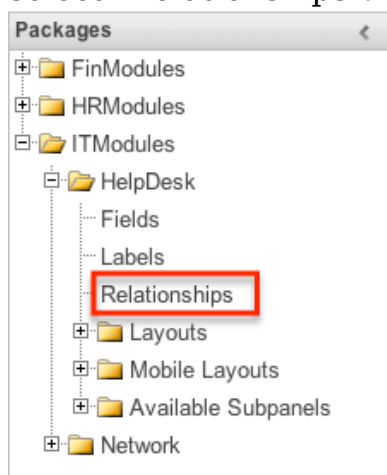 Packages
FinModules
HRModules
ITModules
HelpDesk
Fields
Labels
Relationships
Layouts
Mobile Layouts
Available Subpanels
Network